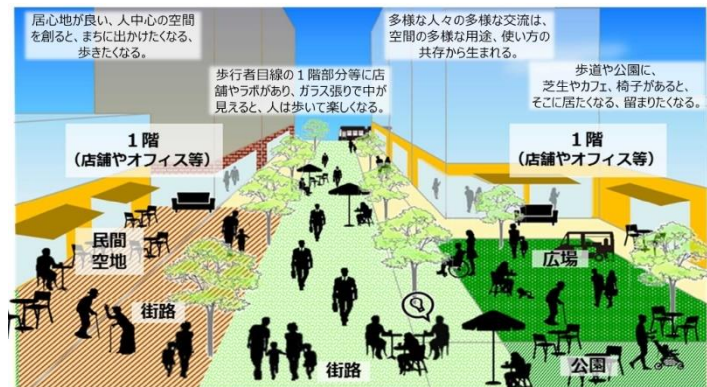 居心地が良い、人中心の空間
を創ると、まちに出かけたくなる、
歩きたくなる。
歩行者目線の１階部分等に店
舗やラボがあり、ガラス張りで中が
見えると、人は歩いて楽しくなる。
多様な人々の多様な交流は、
空間の多様な用途、使い方の
共存から生まれる。
歩道や公園に、
芝生やカフェ、椅子があると、
そこに居たくなる、留まりたくなる。
１階
（店舗やオフィス等）
１階
（店舗やオフィス等）
民間
空地
街路
街路
広場
公園